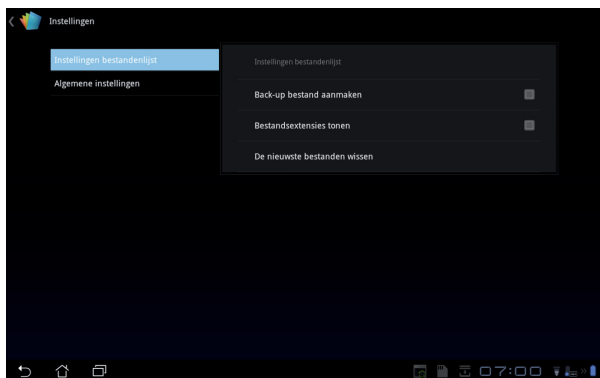 Instellingen
Instellingen bestandenlijst
Algemene instellingen
Instellingen bestandenlijst
Back-up bestand aanmaken
Bestandsextensies tonen
De nieuwste bestanden wissen
07:00